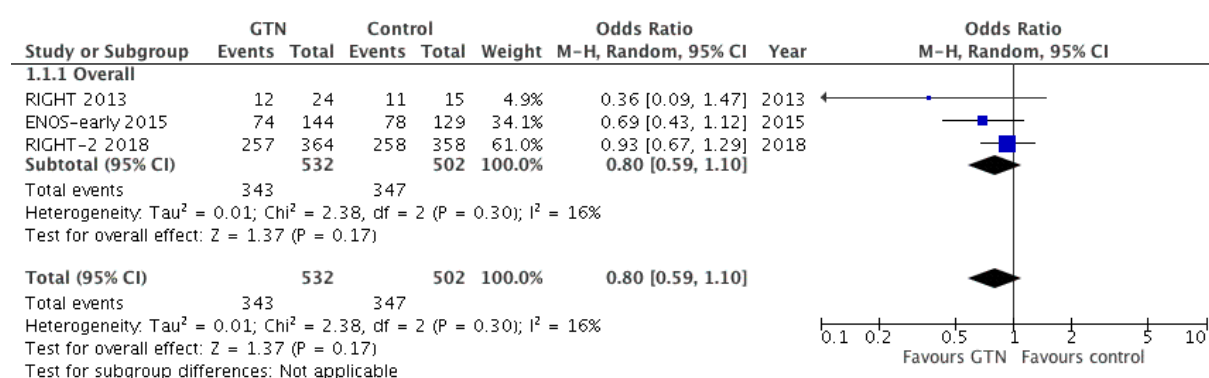 GTN Control Odds Ratio Odds Ratio
Study or Subgroup Events Total Events Total Weight M-H, Random, 95% CI Year M-H, Random, 95% CI
1.1.1 Overall
RIGHT 2013 12 24 11 15 4.9% 0.36 [0.09, 1.47] 2013
ENOS-early 2015 74 144 78 129 34.1% 0.69 [0.43, 1.12] 2015
RIGHT-2 2018 257 364 258 358 61.0% 0.93 [0.67, 1.29] 2018
Subtotal (95% CI) 532 502 100.0% 0.80 [0.59, 1.10]
Total events 343 347
Heterogeneity: Tau² = 0.01; Chi² = 2.38, df = 2 (P = 0.30); I² = 16%
Test for overall effect: Z = 1.37 (P = 0.17)
Total (95% CI) 532 502 100.0% 0.80 [0.59, 1.10]
Total events 343 347
Heterogeneity: Tau² = 0.01; Chi² = 2.38, df = 2 (P = 0.30); I² = 16%
Test for overall effect: Z = 1.37 (P = 0.17)
Test for subgroup differences: Not applicable
0.1 0.2 0.5 1 2 5 10
Favours GTN Favours control